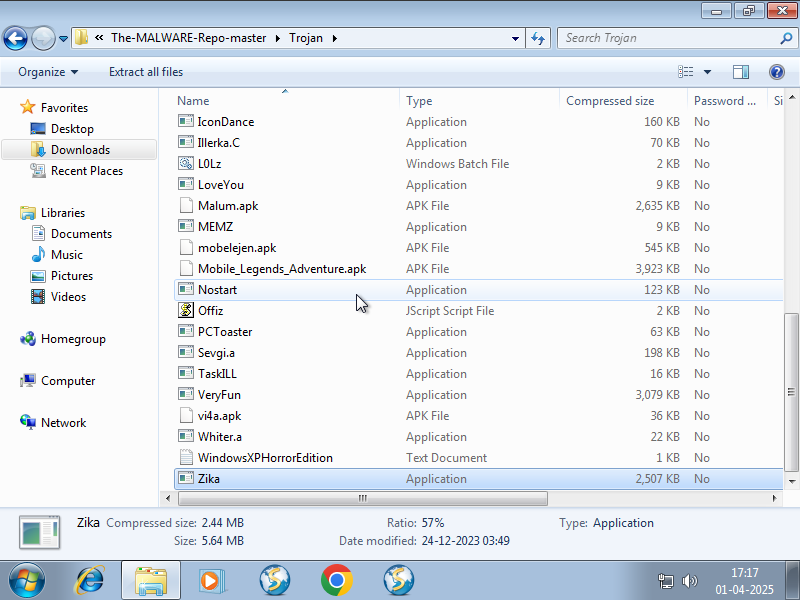 « The-MALWARE-Repo-master Trojan
Search Trojan
Organize Extract all files
Name Type Compressed size Password ... Si
IconDance Application 160 KB No
Illerka.C Application 70 KB No
L0Lz Windows Batch File 2 KB No
LoveYou Application 9 KB No
Malum.apk APK File 2,635 KB No
MEMZ Application 9 KB No
mobelejen.apk APK File 545 KB No
Mobile_Legends_Adventure.apk APK File 3,923 KB No
Nostart Application 123 KB No
Offiz JScript Script File 2 KB No
PCToaster Application 63 KB No
Sevgi.a Application 198 KB No
TaskILL Application 16 KB No
VeryFun Application 3,079 KB No
vi4a.apk APK File 36 KB No
Whiter.a Application 22 KB No
WindowsXPHorrorEdition Text Document 1 KB No
Zika Application 2,507 KB No
Favorites
Desktop
Downloads
Recent Places
Libraries
Documents
Music
Pictures
Videos
Homegroup
Computer
Network
Zika Compressed size: 2.44 MB Ratio: 57% Type: Application
Size: 5.64 MB Date modified: 24-12-2023 03:49
17:17
01-04-2025